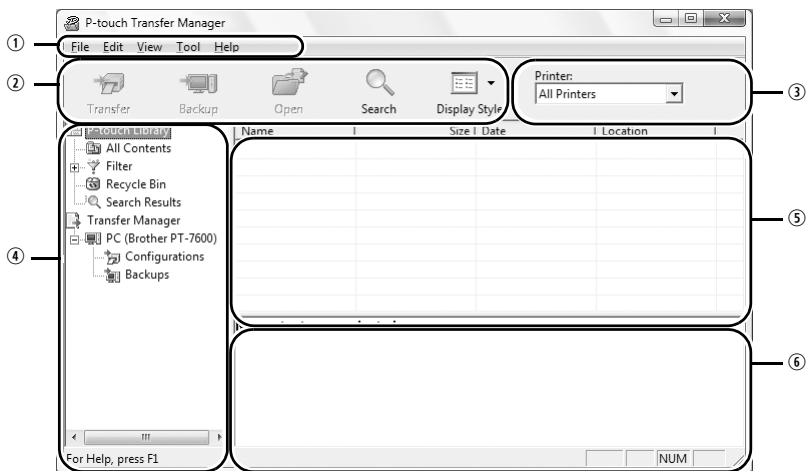 P-touch Transfer Manager
① File Edit View Tool Help
② Transfer Backup Open Search Display Style
Printer:
All Printers
③
P-touch Library
All Contents
Filter
Recycle Bin
Search Results
Transfer Manager
PC (Brother PT-7600)
Configurations
Backups
④
Name Size Date Location
⑤
⑥
For Help, press F1
NUM